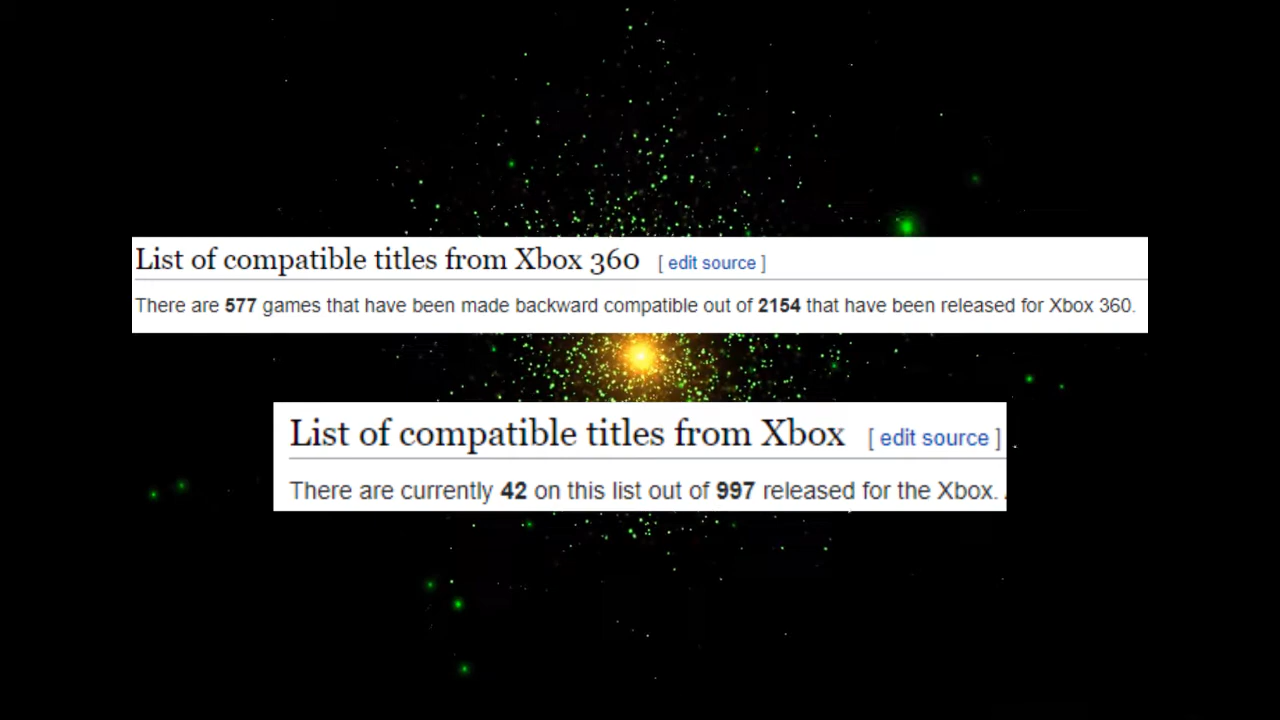 List of compatible titles from Xbox 360 [ edit source ]
There are 577 games that have been made backward compatible out of 2154 that have been released for Xbox 360.
List of compatible titles from Xbox [ edit source ]
There are currently 42 on this list out of 997 released for the Xbox.